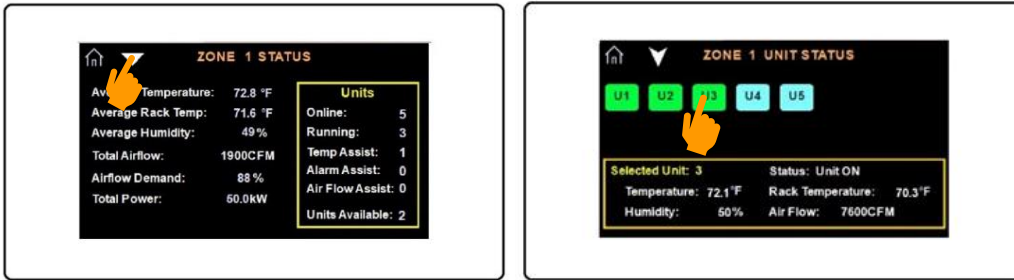 ZONE 1 STATUS
Temperature: 72.8 °F
Average Rack Temp: 71.6 °F
Average Humidity: 49%
Total Airflow: 1900CFM
Airflow Demand: 88%
Total Power: 50.0kW
Units
Online: 5
Running: 3
Temp Assist: 1
Alarm Assist: 0
Air Flow Assist: 0
Units Available: 2
ZONE 1 UNIT STATUS
U1 U2 U3 U4 U5
Selected Unit: 3 Status: Unit ON
Temperature: 72.1°F Rack Temperature: 70.3°F
Humidity: 50% Air Flow: 7600CFM